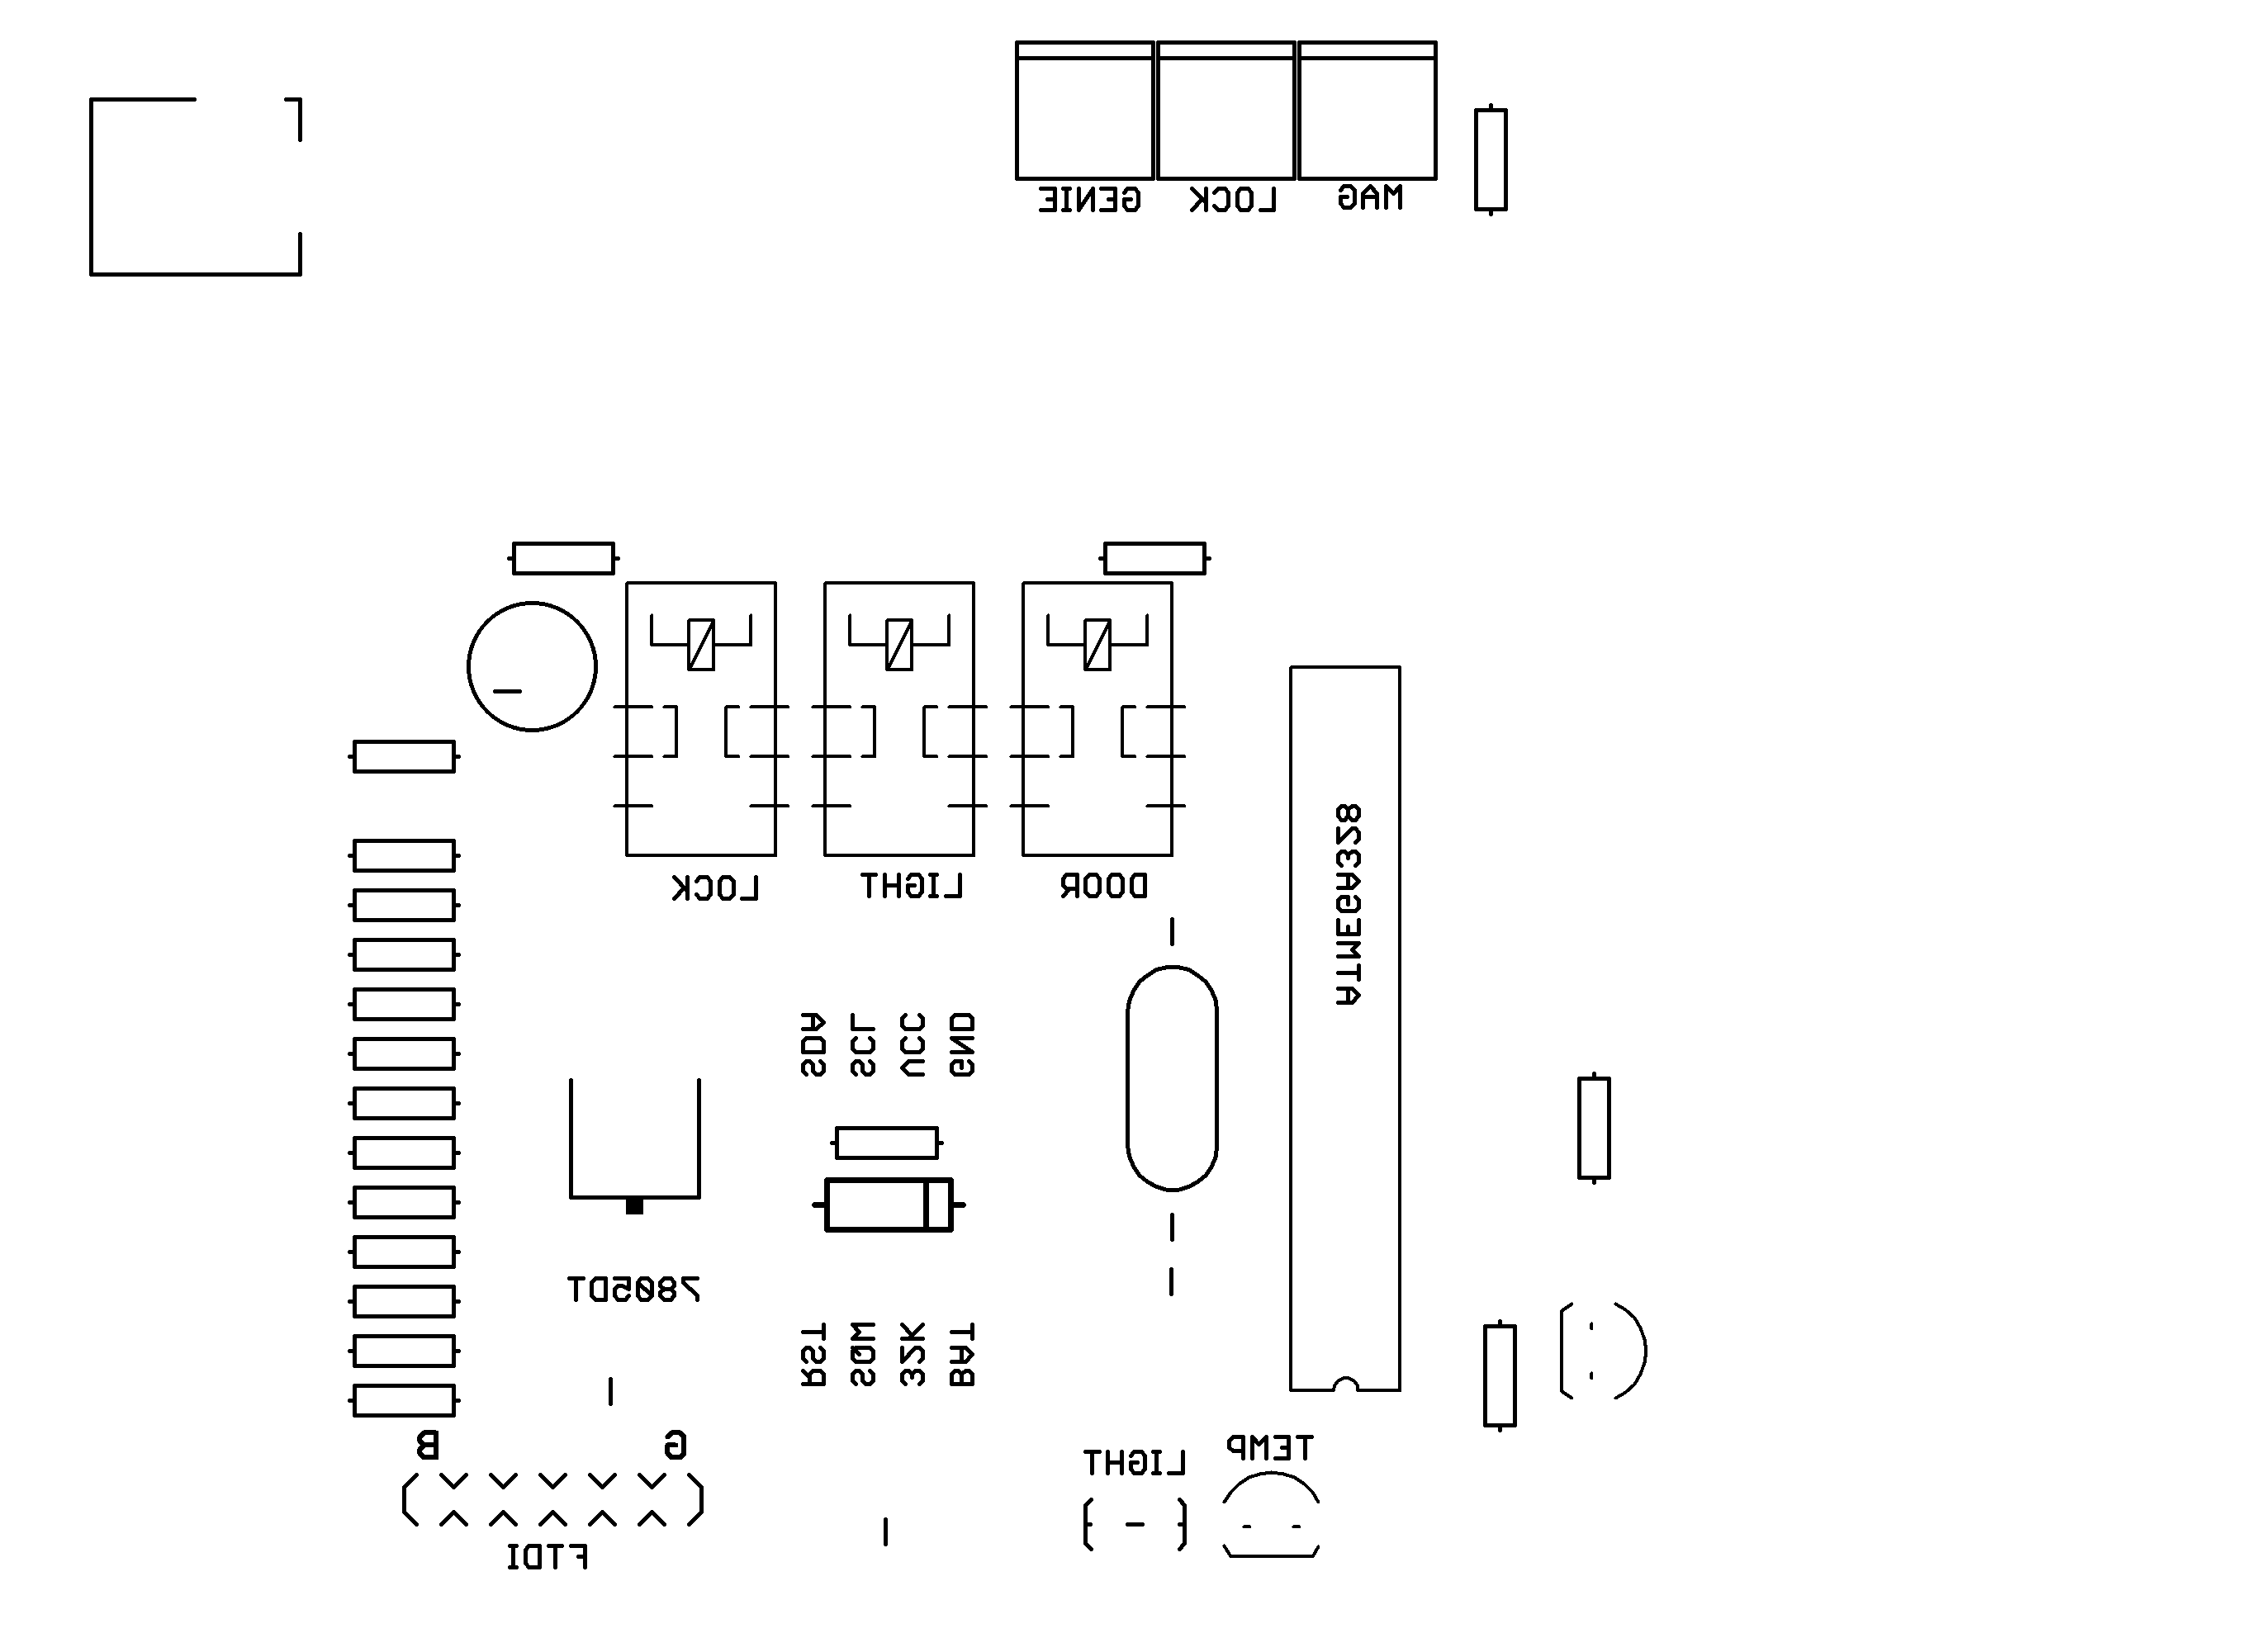 GENIE
LOCK
MAG
LOCK
LIGHT
DOOR
ATMEGA328
SDA
SCL
VCC
GND
7805DT
RST
SQW
32K
BAT
B
G
FTDI
LIGHT
TEMP